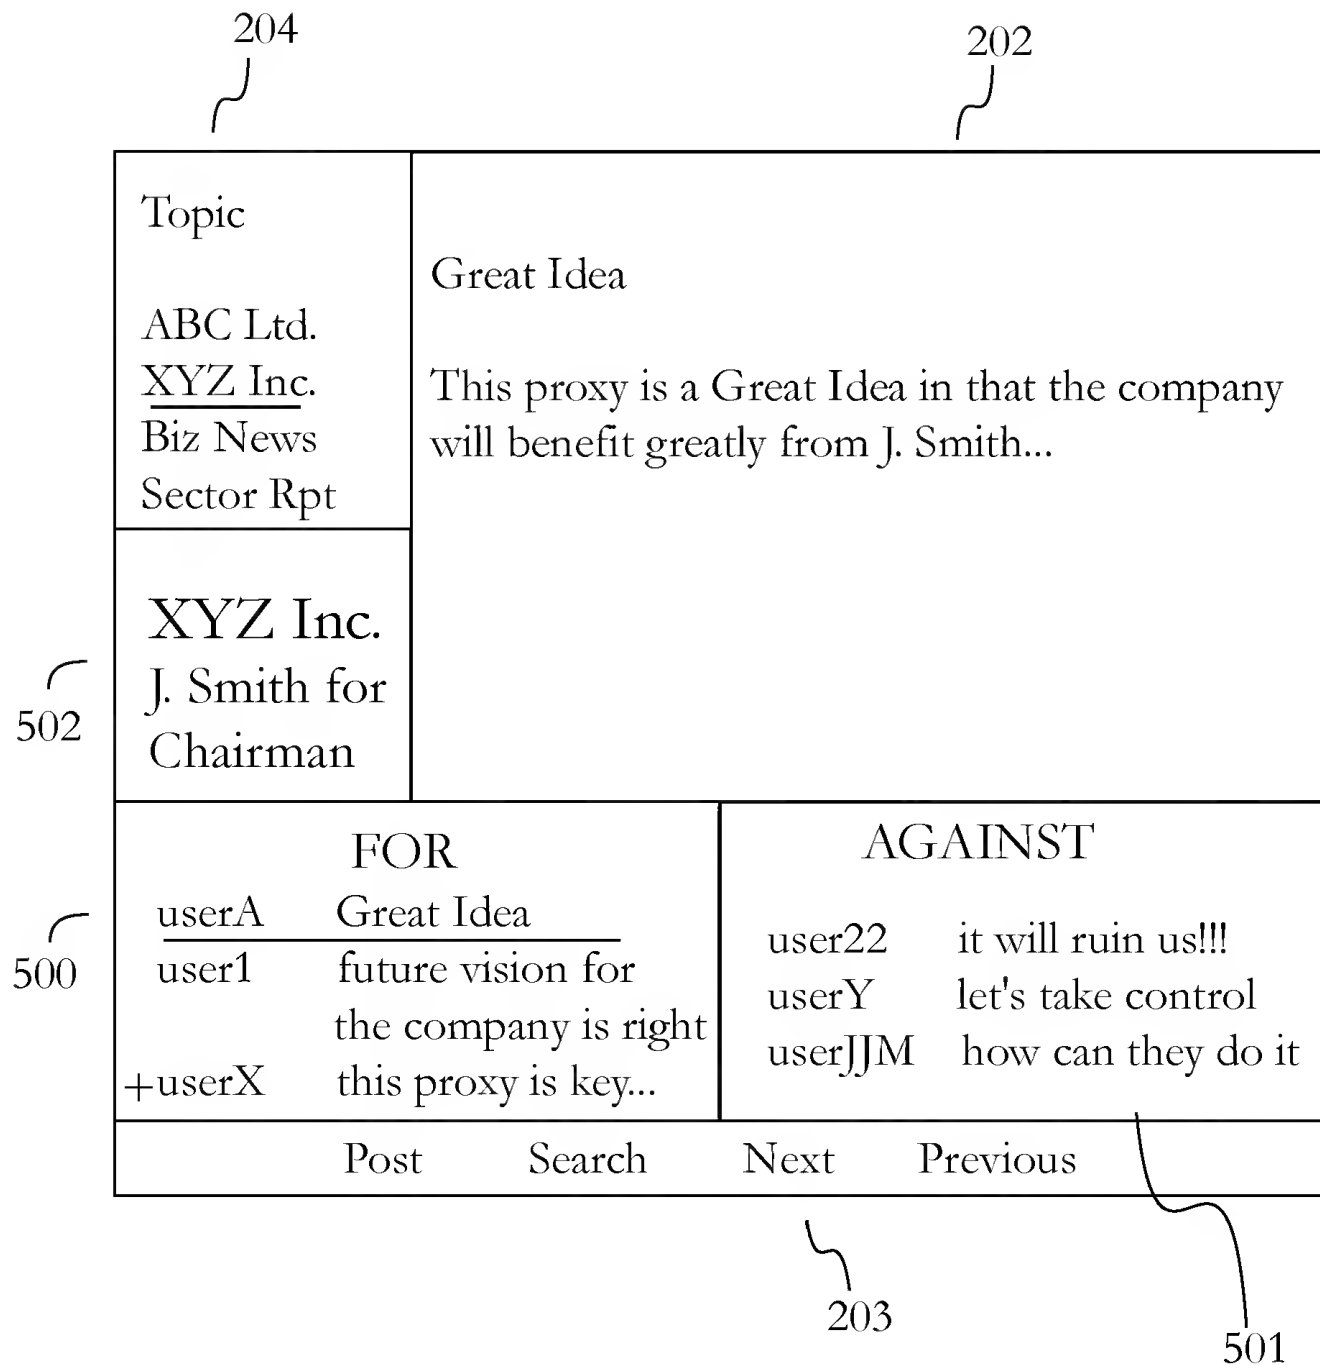 204
202
Topic
ABC Ltd.
XYZ Inc.
Biz News
Sector Rpt
Great Idea
This proxy is a Great Idea in that the company
will benefit greatly from J. Smith...
XYZ Inc.
J. Smith for
Chairman
502
FOR
userA Great Idea
user1 future vision for
the company is right
+userX this proxy is key...
500
AGAINST
user22 it will ruin us!!!
userY let's take control
userJJM how can they do it
Post Search Next Previous
203
501